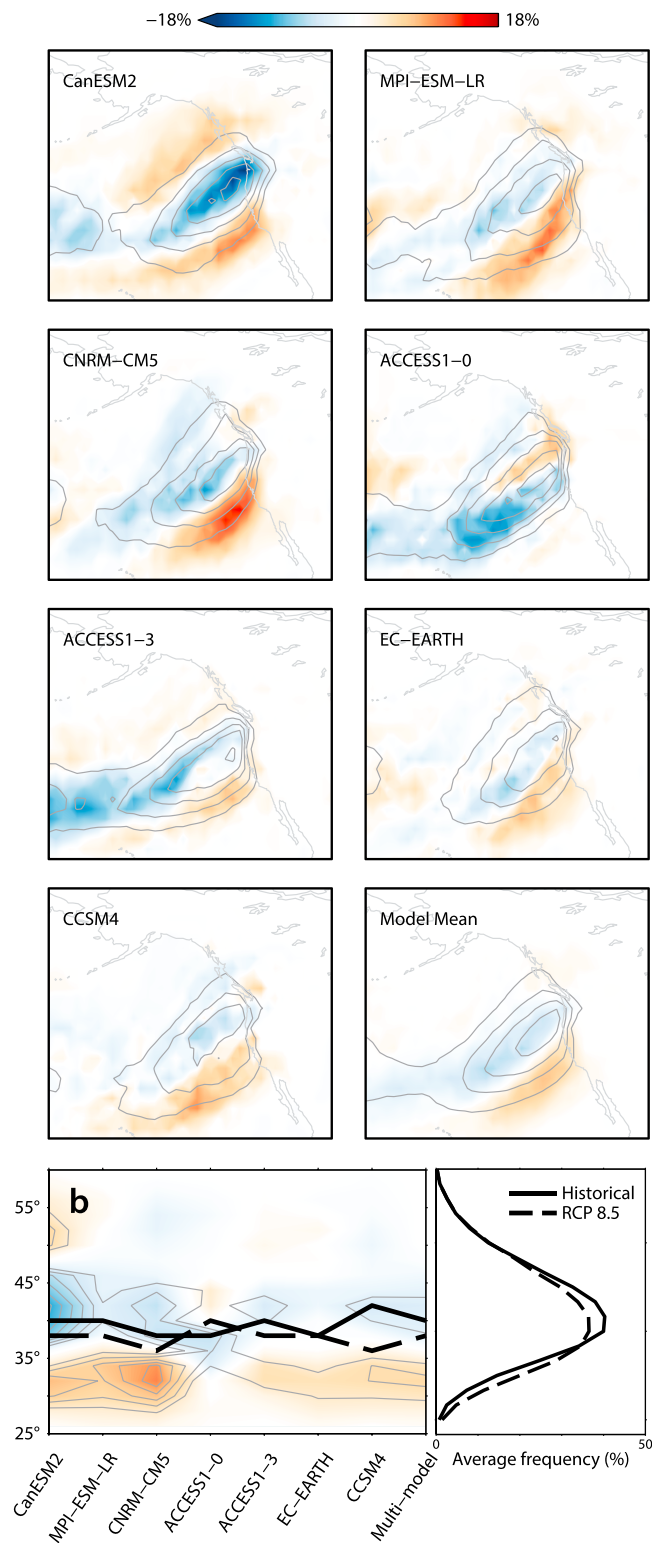 −18% 18%
CanESM2 MPI−ESM−LR
CNRM−CM5 ACCESS1−0
ACCESS1−3 EC−EARTH
CCSM4 Model Mean
b
55°
45°
35°
25°
Historical
RCP 8.5
0 50
Average frequency (%)
CanESM2
MPI−ESM−LR
CNRM−CM5
ACCESS1−0
ACCESS1−3
EC−EARTH
CCSM4
Multi−model